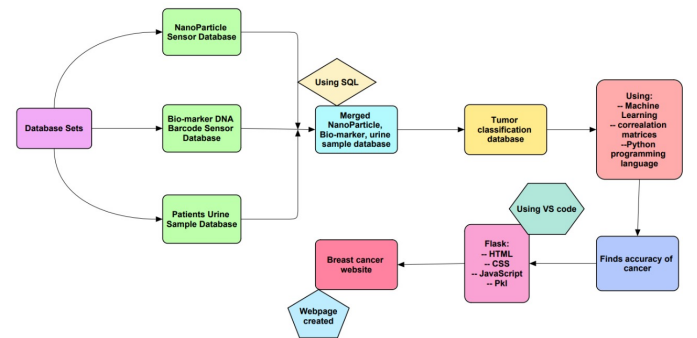 NanoParticle
Sensor Database
Using SQL
Database Sets
Bio-marker DNA
Barcode Sensor
Database
Merged
NanoParticle,
Bio-marker, urine
sample database
Tumor
classification
database
Using:
-- Machine
Learning
-- correalation
matrices
--Python
programming
language
Patients Urine
Sample Database
Using VS code
Breast cancer
website
Flask:
-- HTML
-- CSS
-- JavaScript
-- Pkl
Finds accuracy of
cancer
Webpage
created